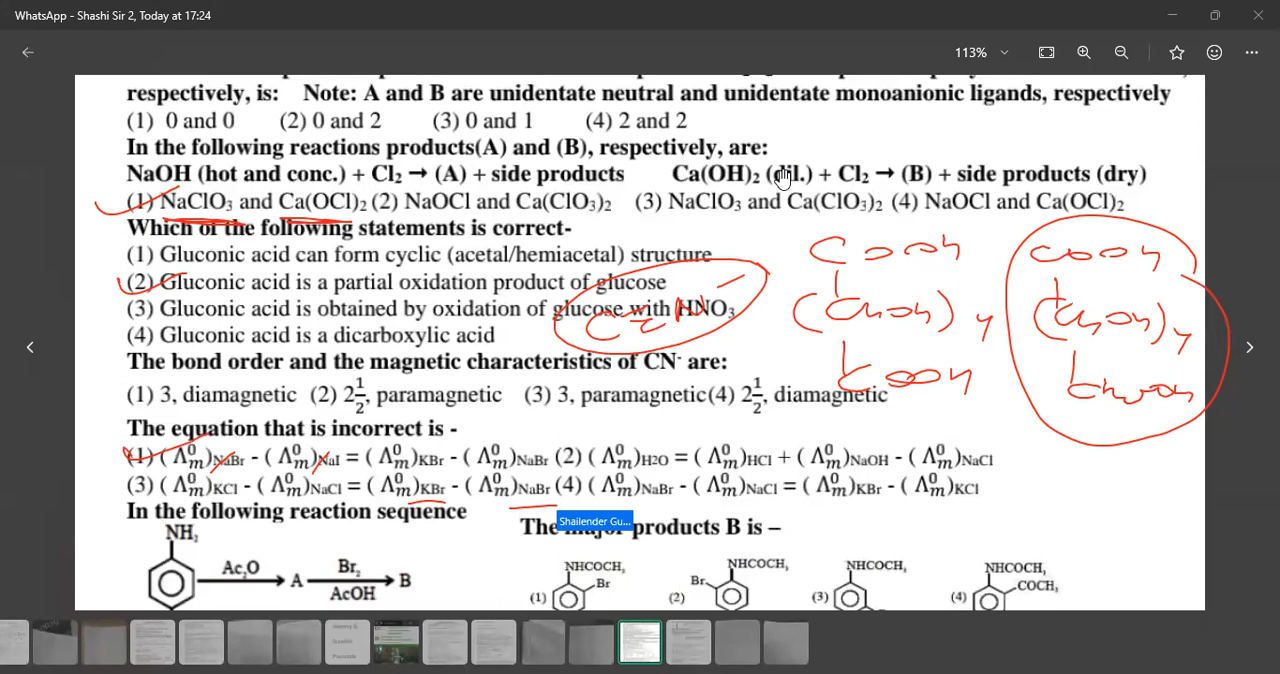 WhatsApp - Shashi Sir 2, Today at 17:24
113%
respectively, is: Note: A and B are unidentate neutral and unidentate monoanionic ligands, respectively
(1) 0 and 0 (2) 0 and 2 (3) 0 and 1 (4) 2 and 2
In the following reactions products(A) and (B), respectively, are:
NaOH (hot and conc.) + Cl₂ → (A) + side products Ca(OH)₂ (dil.) + Cl₂ → (B) + side products (dry)
(1) NaClO₃ and Ca(OCl)₂ (2) NaOCl and Ca(ClO₃)₂ (3) NaClO₃ and Ca(ClO₃)₂ (4) NaOCl and Ca(OCl)₂
Which of the following statements is correct-
(1) Gluconic acid can form cyclic (acetal/hemiacetal) structure
(2) Gluconic acid is a partial oxidation product of glucose
(3) Gluconic acid is obtained by oxidation of glucose with HNO₃
(4) Gluconic acid is a dicarboxylic acid
C≡N⁻
COOH COOH
(CHOH)4 (CHOH)4
COOH CH2OH
The bond order and the magnetic characteristics of CN⁻ are:
(1) 3, diamagnetic (2) 2½, paramagnetic (3) 3, paramagnetic(4) 2½, diamagnetic
The equation that is incorrect is -
(1) (Λ⁰ₘ)NaBr - (Λ⁰ₘ)NaI = (Λ⁰ₘ)KBr - (Λ⁰ₘ)NaBr (2) (Λ⁰ₘ)H2O = (Λ⁰ₘ)HCl + (Λ⁰ₘ)NaOH - (Λ⁰ₘ)NaCl
(3) (Λ⁰ₘ)KCl - (Λ⁰ₘ)NaCl = (Λ⁰ₘ)KBr - (Λ⁰ₘ)NaBr (4) (Λ⁰ₘ)NaBr - (Λ⁰ₘ)NaCl = (Λ⁰ₘ)KBr - (Λ⁰ₘ)KCl
In the following reaction sequence
Shailender Gu...
The major products B is –
NH₂
Ac₂O A Br₂ B
AcOH
NHCOCH₃ NHCOCH₃ NHCOCH₃ NHCOCH₃
Br Br COCH₃
(1) (2) (3) (4)